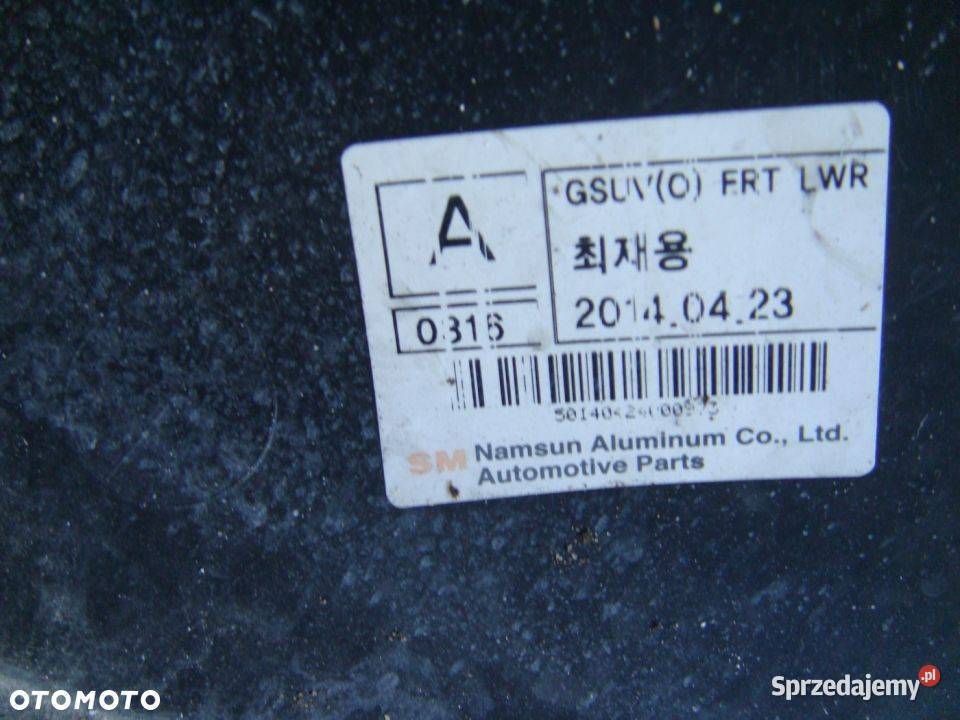 A
GSUV(O) FRT LWR
최재용
2014.04.23
0316
SM Namsun Aluminum Co., Ltd.
Automotive Parts
OTOMOTO
Sprzedajemy.pl